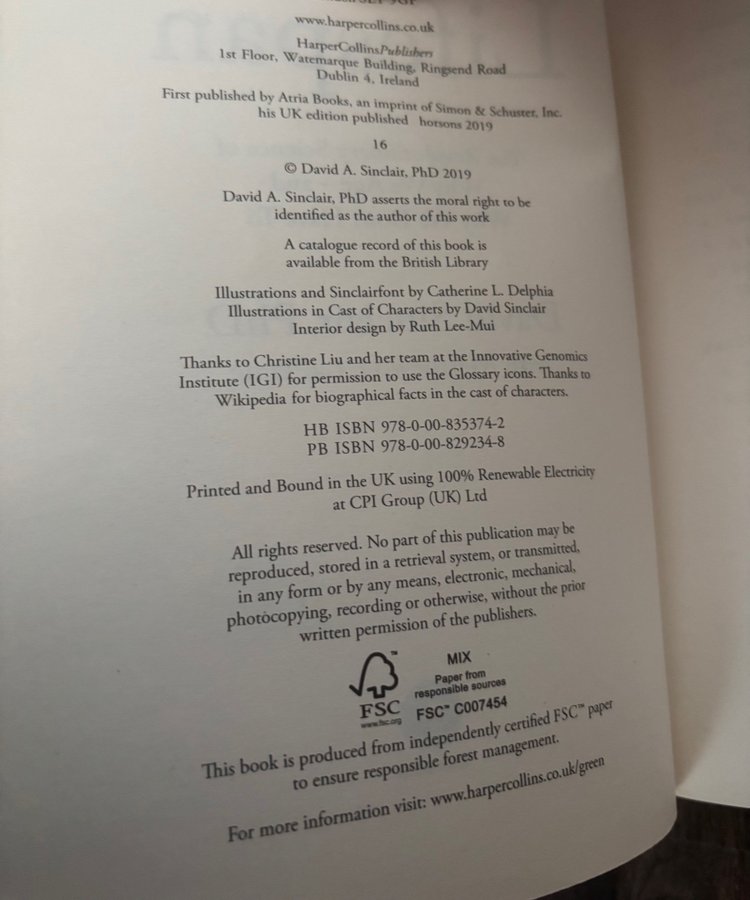 www.harpercollins.co.uk
HarperCollinsPublishers
1st Floor, Watemarque Building, Ringsend Road
Dublin 4, Ireland
First published by Atria Books, an imprint of Simon & Schuster, Inc.
his UK edition published horsons 2019
16
© David A. Sinclair, PhD 2019
David A. Sinclair, PhD asserts the moral right to be
identified as the author of this work
A catalogue record of this book is
available from the British Library
Illustrations and Sinclairfont by Catherine L. Delphia
Illustrations in Cast of Characters by David Sinclair
Interior design by Ruth Lee-Mui
Thanks to Christine Liu and her team at the Innovative Genomics
Institute (IGI) for permission to use the Glossary icons. Thanks to
Wikipedia for biographical facts in the cast of characters.
HB ISBN 978-0-00-835374-2
PB ISBN 978-0-00-829234-8
Printed and Bound in the UK using 100% Renewable Electricity
at CPI Group (UK) Ltd
All rights reserved. No part of this publication may be
reproduced, stored in a retrieval system, or transmitted,
in any form or by any means, electronic, mechanical,
photocopying, recording or otherwise, without the prior
written permission of the publishers.
™
FSC
www.fsc.org
MIX
Paper from
responsible sources
FSC™ C007454
This book is produced from independently certified FSC™ paper
to ensure responsible forest management.
For more information visit: www.harpercollins.co.uk/green